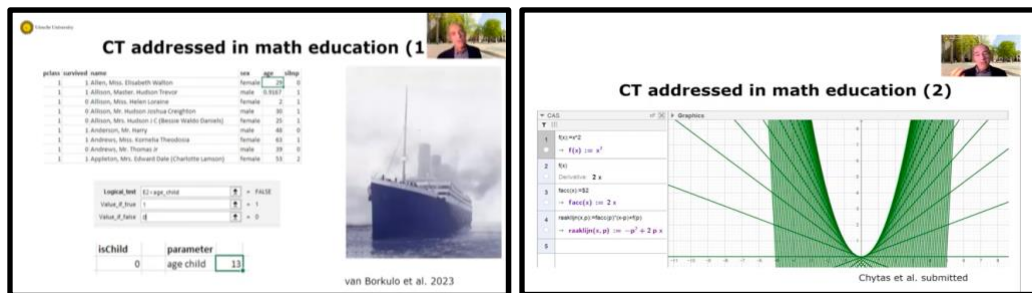 Utrecht University
CT addressed in math education (1
pclass survived name sex age sibsp
1 1 Allen, Miss. Elisabeth Walton female 29 0
1 1 Allison, Master. Hudson Trevor male 0.9167 1
1 0 Allison, Miss. Helen Loraine female 2 1
1 0 Allison, Mr. Hudson Joshua Creighton male 30 1
1 0 Allison, Mrs. Hudson J C (Bessie Waldo Daniels) female 25 1
1 1 Anderson, Mr. Harry male 48 0
1 1 Andrews, Miss. Kornelia Theodosia female 63 1
1 0 Andrews, Mr. Thomas Jr male 39 0
1 1 Appleton, Mrs. Edward Dale (Charlotte Lamson) female 53 2
Logical_test E2<age_child = FALSE
Value_if_true 1 = 1
Value_if_false 0 = 0
isChild parameter
0 age child 13
van Borkulo et al. 2023
CT addressed in math education (2)
CAS
Graphics
T
1 f(x):=x^2
→ f(x) := x²
2 f(x)
Derivative: 2 x
3 facc(x):=$2
→ facc(x) := 2 x
4 raaklijn(x,p):=facc(p)*(x-p)+f(p)
→ raaklijn(x, p) := −p² + 2 p x
5
Chytas et al. submitted